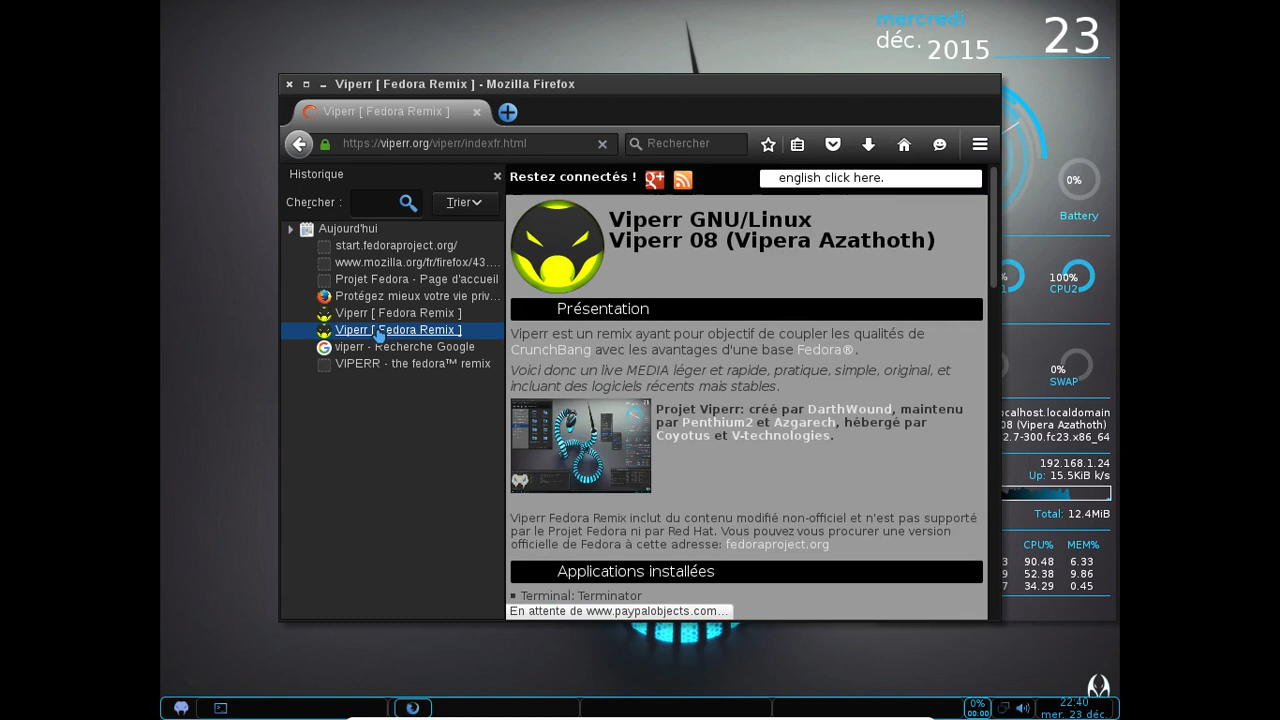 mercredi
déc. 2015 23
Viperr [ Fedora Remix ] - Mozilla Firefox
Viperr [ Fedora Remix ]
https://viperr.org/viperr/indexfr.html
Rechercher
Historique
Chercher :
Trier
Aujourd'hui
start.fedoraproject.org/
www.mozilla.org/fr/firefox/43....
Projet Fedora - Page d'accueil
Protégez mieux votre vie priv...
Viperr [ Fedora Remix ]
Viperr [ Fedora Remix ]
viperr - Recherche Google
VIPERR - the fedora™ remix
Restez connectés !
english click here.
Viperr GNU/Linux
Viperr 08 (Vipera Azathoth)
Présentation
Viperr est un remix ayant pour objectif de coupler les qualités de
CrunchBang avec les avantages d'une base Fedora®.
Voici donc un live MEDIA léger et rapide, pratique, simple, original, et
incluant des logiciels récents mais stables.
Projet Viperr: créé par DarthWound, maintenu
par Penthium2 et Azgarech, hébergé par
Coyotus et V-technologies.
Viperr Fedora Remix inclut du contenu modifié non-officiel et n'est pas supporté
par le Projet Fedora ni par Red Hat. Vous pouvez vous procurer une version
officielle de Fedora à cette adresse: fedoraproject.org
Applications installées
Terminal: Terminator
En attente de www.paypalobjects.com...
0%
Battery
100%
CPU2
0%
SWAP
ocalhost.localdomain
08 (Vipera Azathoth)
2.7-300.fc23.x86_64
192.168.1.24
Up: 15.5KiB k/s
Total: 12.4MiB
CPU% MEM%
3 90.48 6.33
9 52.38 9.86
7 34.29 0.45
0%
00:00
22:40
mer. 23 déc.